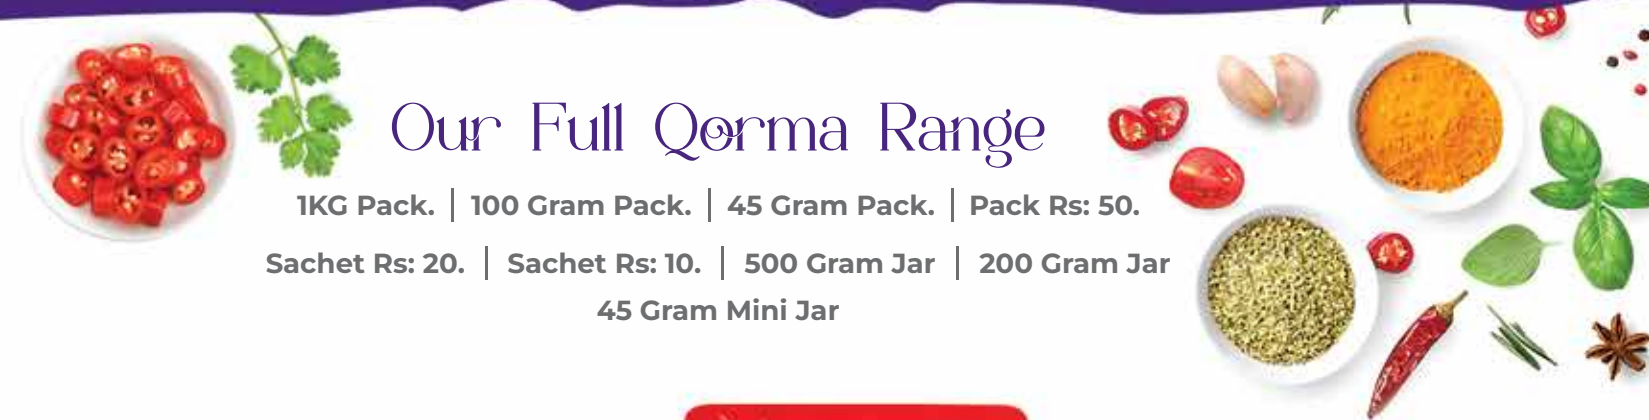 Our Full Qorma Range
1KG Pack. | 100 Gram Pack. | 45 Gram Pack. | Pack Rs: 50.
Sachet Rs: 20. | Sachet Rs: 10. | 500 Gram Jar | 200 Gram Jar
45 Gram Mini Jar